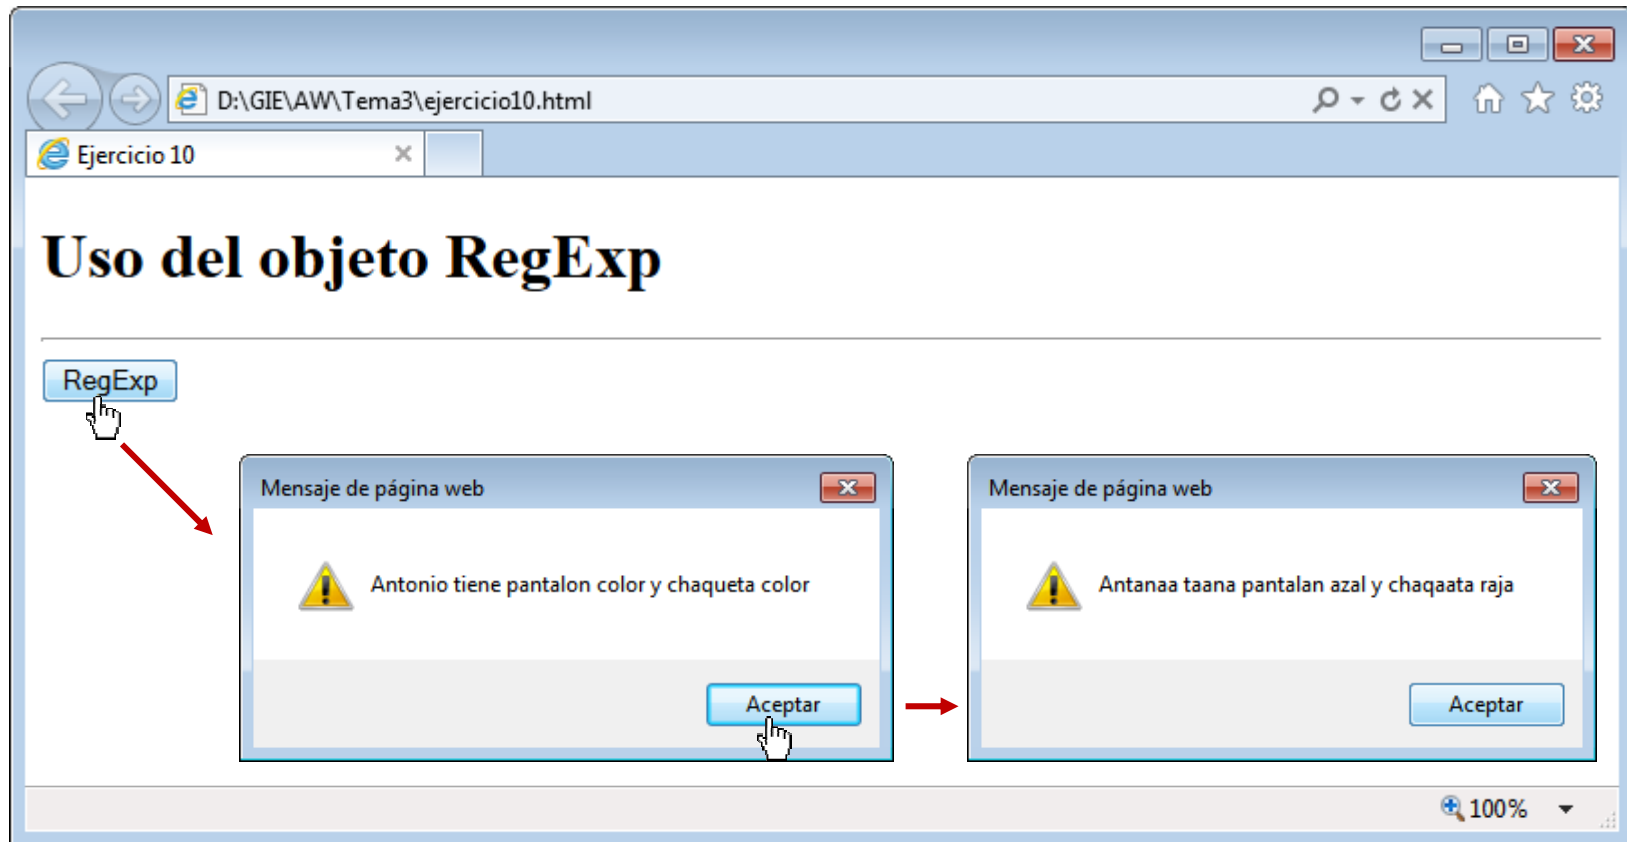 D:\GIE\AW\Tema3\ejercicio10.html
Ejercicio 10
Uso del objeto RegExp
RegExp
Mensaje de página web
Antonio tiene pantalon color y chaqueta color
Aceptar
Mensaje de página web
Antanaa taana pantalan azal y chaqaata raja
Aceptar
100%